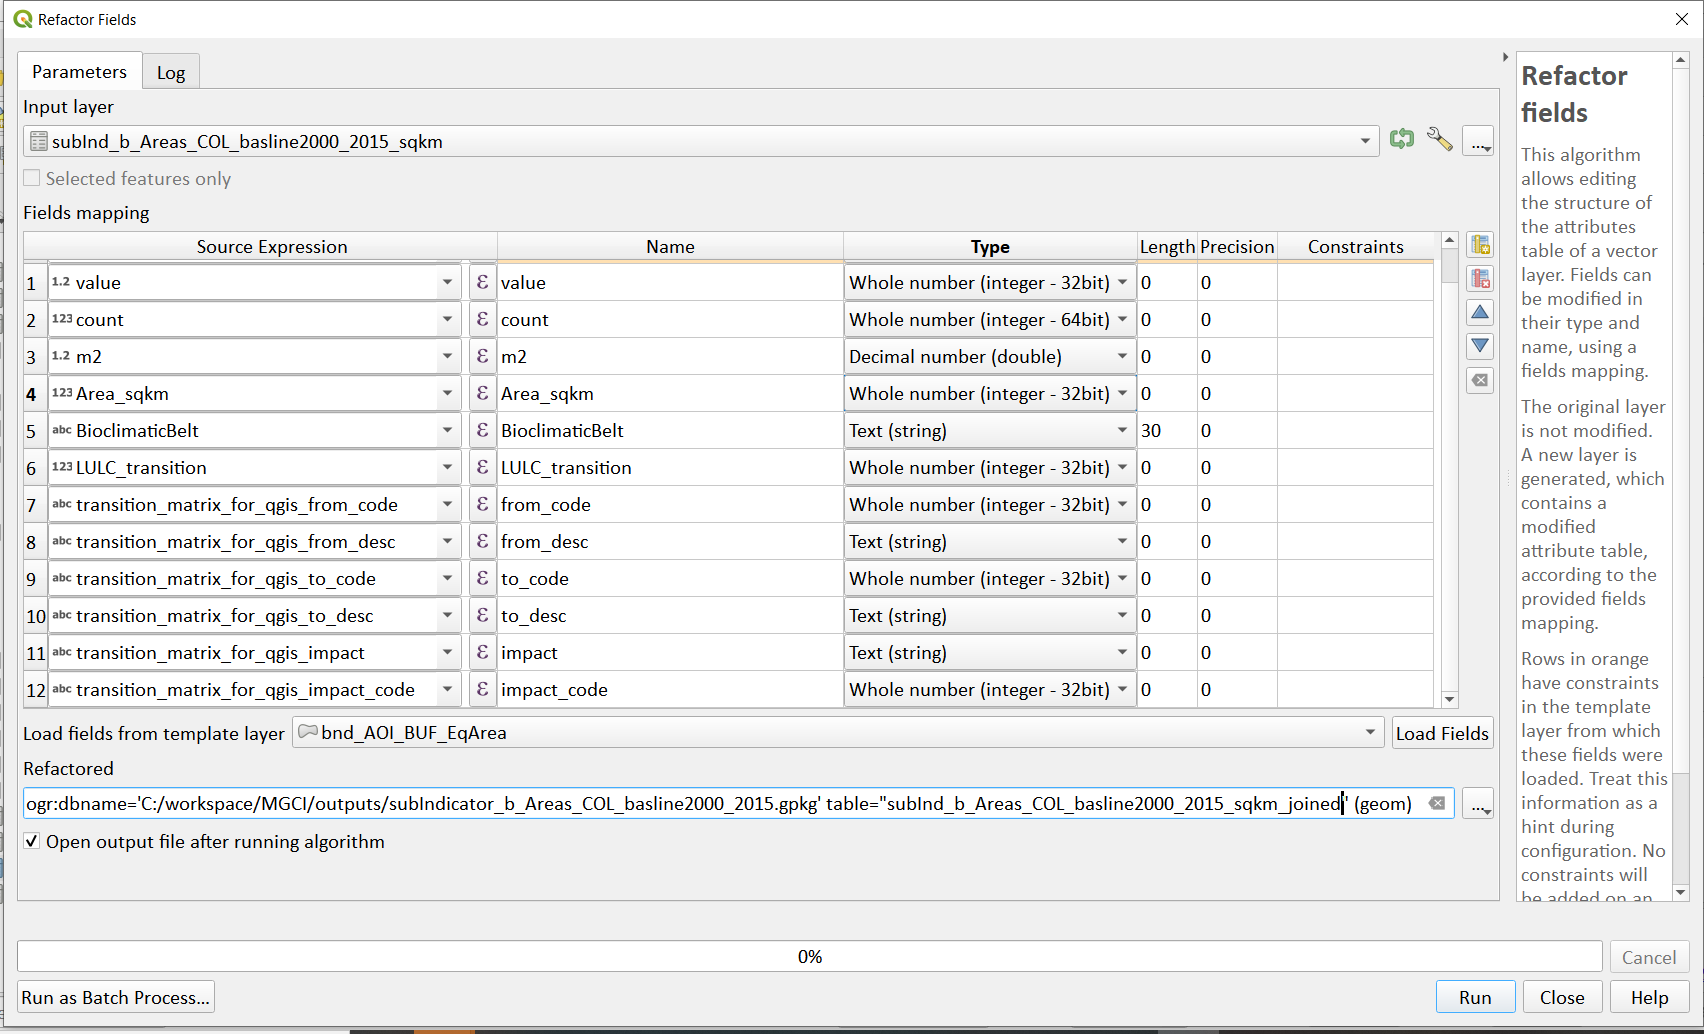 Refactor Fields
Parameters
Log
Input layer
subInd_b_Areas_COL_basline2000_2015_sqkm
...
Selected features only
Fields mapping
Source Expression Name Type Length Precision Constraints
1 1.2 value ε value Whole number (integer - 32bit) 0 0
2 123 count ε count Whole number (integer - 64bit) 0 0
3 1.2 m2 ε m2 Decimal number (double) 0 0
4 123 Area_sqkm ε Area_sqkm Whole number (integer - 32bit) 0 0
5 abc BioclimaticBelt ε BioclimaticBelt Text (string) 30 0
6 123 LULC_transition ε LULC_transition Whole number (integer - 32bit) 0 0
7 abc transition_matrix_for_qgis_from_code ε from_code Whole number (integer - 32bit) 0 0
8 abc transition_matrix_for_qgis_from_desc ε from_desc Text (string) 0 0
9 abc transition_matrix_for_qgis_to_code ε to_code Whole number (integer - 32bit) 0 0
10 abc transition_matrix_for_qgis_to_desc ε to_desc Text (string) 0 0
11 abc transition_matrix_for_qgis_impact ε impact Text (string) 0 0
12 abc transition_matrix_for_qgis_impact_code ε impact_code Whole number (integer - 32bit) 0 0
Load fields from template layer bnd_AOI_BUF_EqArea Load Fields
Refactored
ogr:dbname='C:/workspace/MGCI/outputs/subIndicator_b_Areas_COL_basline2000_2015.gpkg' table="subInd_b_Areas_COL_basline2000_2015_sqkm_joined" (geom)
...
Open output file after running algorithm
Refactor
fields
This algorithm
allows editing
the structure of
the attributes
table of a vector
layer. Fields can
be modified in
their type and
name, using a
fields mapping.
The original layer
is not modified.
A new layer is
generated, which
contains a
modified
attribute table,
according to the
provided fields
mapping.
Rows in orange
have constraints
in the template
layer from which
these fields were
loaded. Treat this
information as a
hint during
configuration. No
constraints will
be added on an
0%
Cancel
Run as Batch Process...
Run
Close
Help